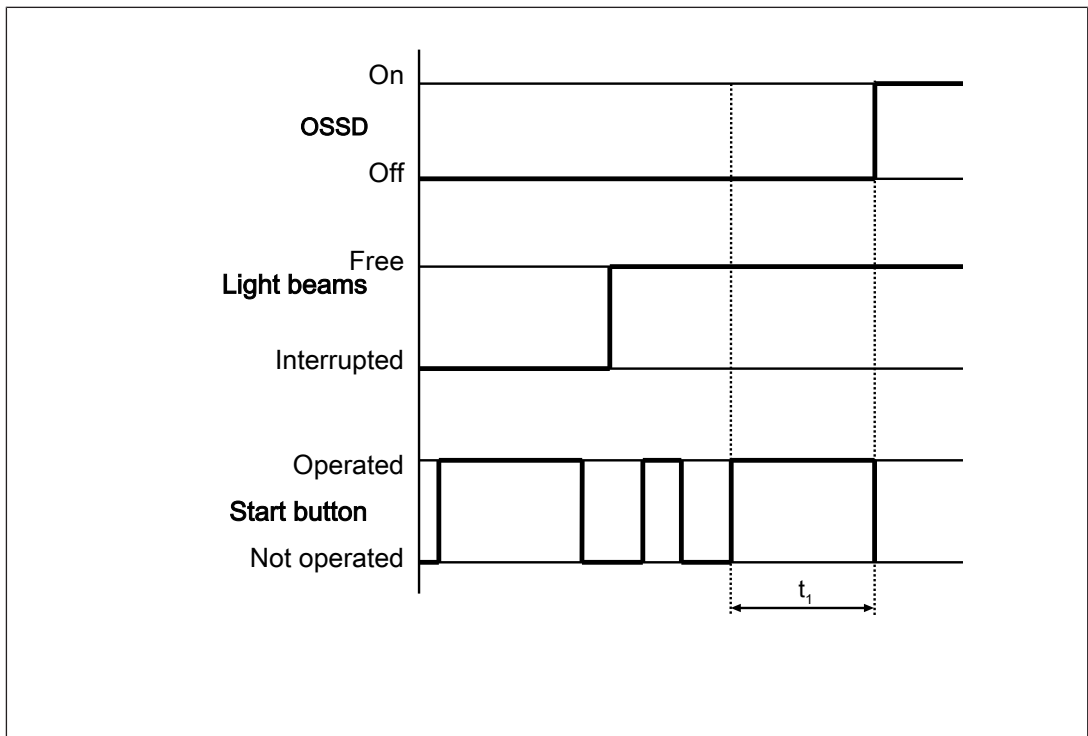 On
OSSD
Off
Free
Light beams
Interrupted
Operated
Start button
Not operated
t₁